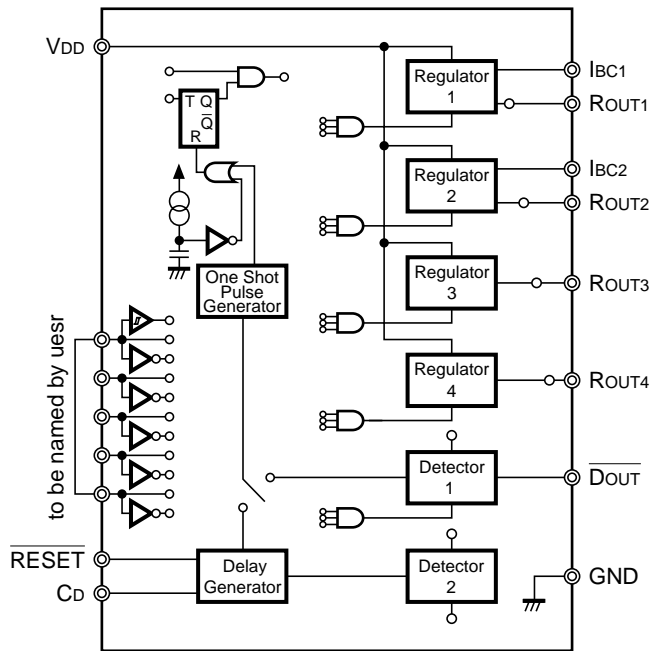 VDD
IBC1
Regulator
1
ROUT1
T Q
Q
R
IBC2
Regulator
2
ROUT2
One Shot
Pulse
Generator
Regulator
3
ROUT3
Regulator
4
ROUT4
to be named by uesr
Detector
1
DOUT
RESET
CD
Delay
Generator
Detector
2
GND